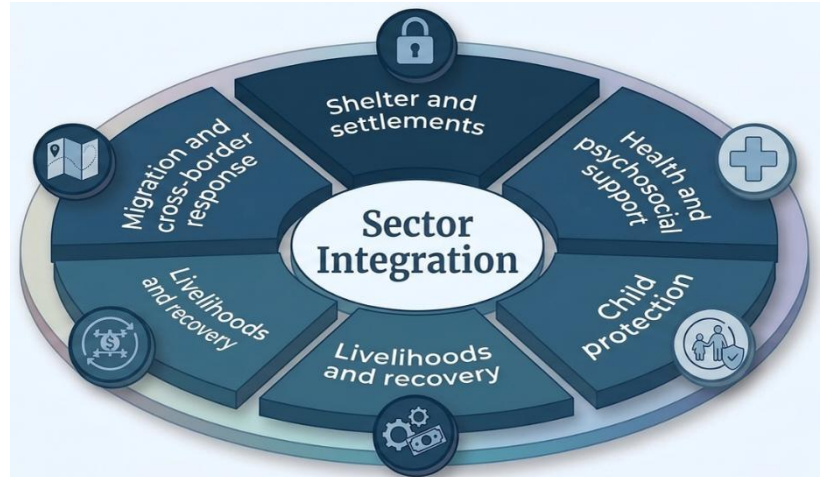 Shelter and
settlements
Health and
psychosocial
support
Child
protection
Livelihoods
and recovery
Livelihoods
and recovery
Migration and
cross-border
response
Sector
Integration
$